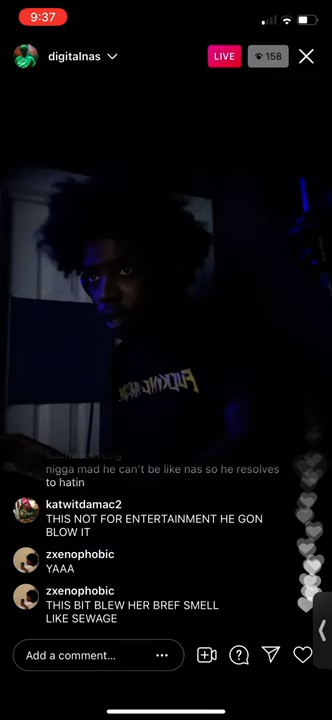 9:37
digitalnas
LIVE
158
nigga mad he can't be like nas so he resolves
to hatin
katwitdamac2
THIS NOT FOR ENTERTAINMENT HE GON
BLOW IT
zxenophobic
YAAA
zxenophobic
THIS BIT BLEW HER BREF SMELL
LIKE SEWAGE
Add a comment...